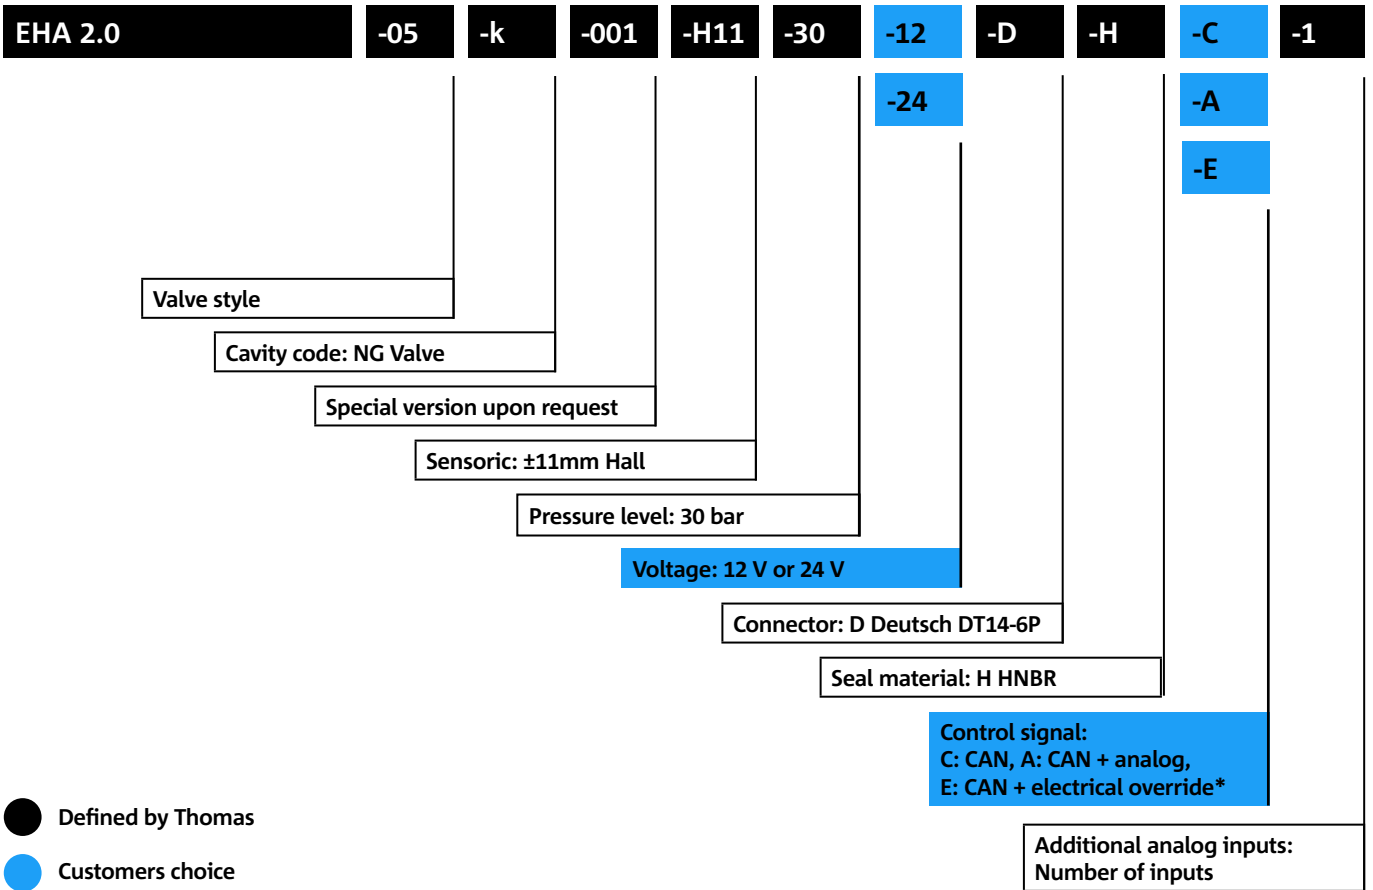 EHA 2.0 -05 -k -001 -H11 -30 -12 -D -H -C -1
-24 -A
-E
Valve style
Cavity code: NG Valve
Special version upon request
Sensoric: ±11mm Hall
Pressure level: 30 bar
Voltage: 12 V or 24 V
Connector: D Deutsch DT14-6P
Seal material: H HNBR
Control signal:
C: CAN, A: CAN + analog,
E: CAN + electrical override*
Defined by Thomas
Additional analog inputs:
Number of inputs
Customers choice